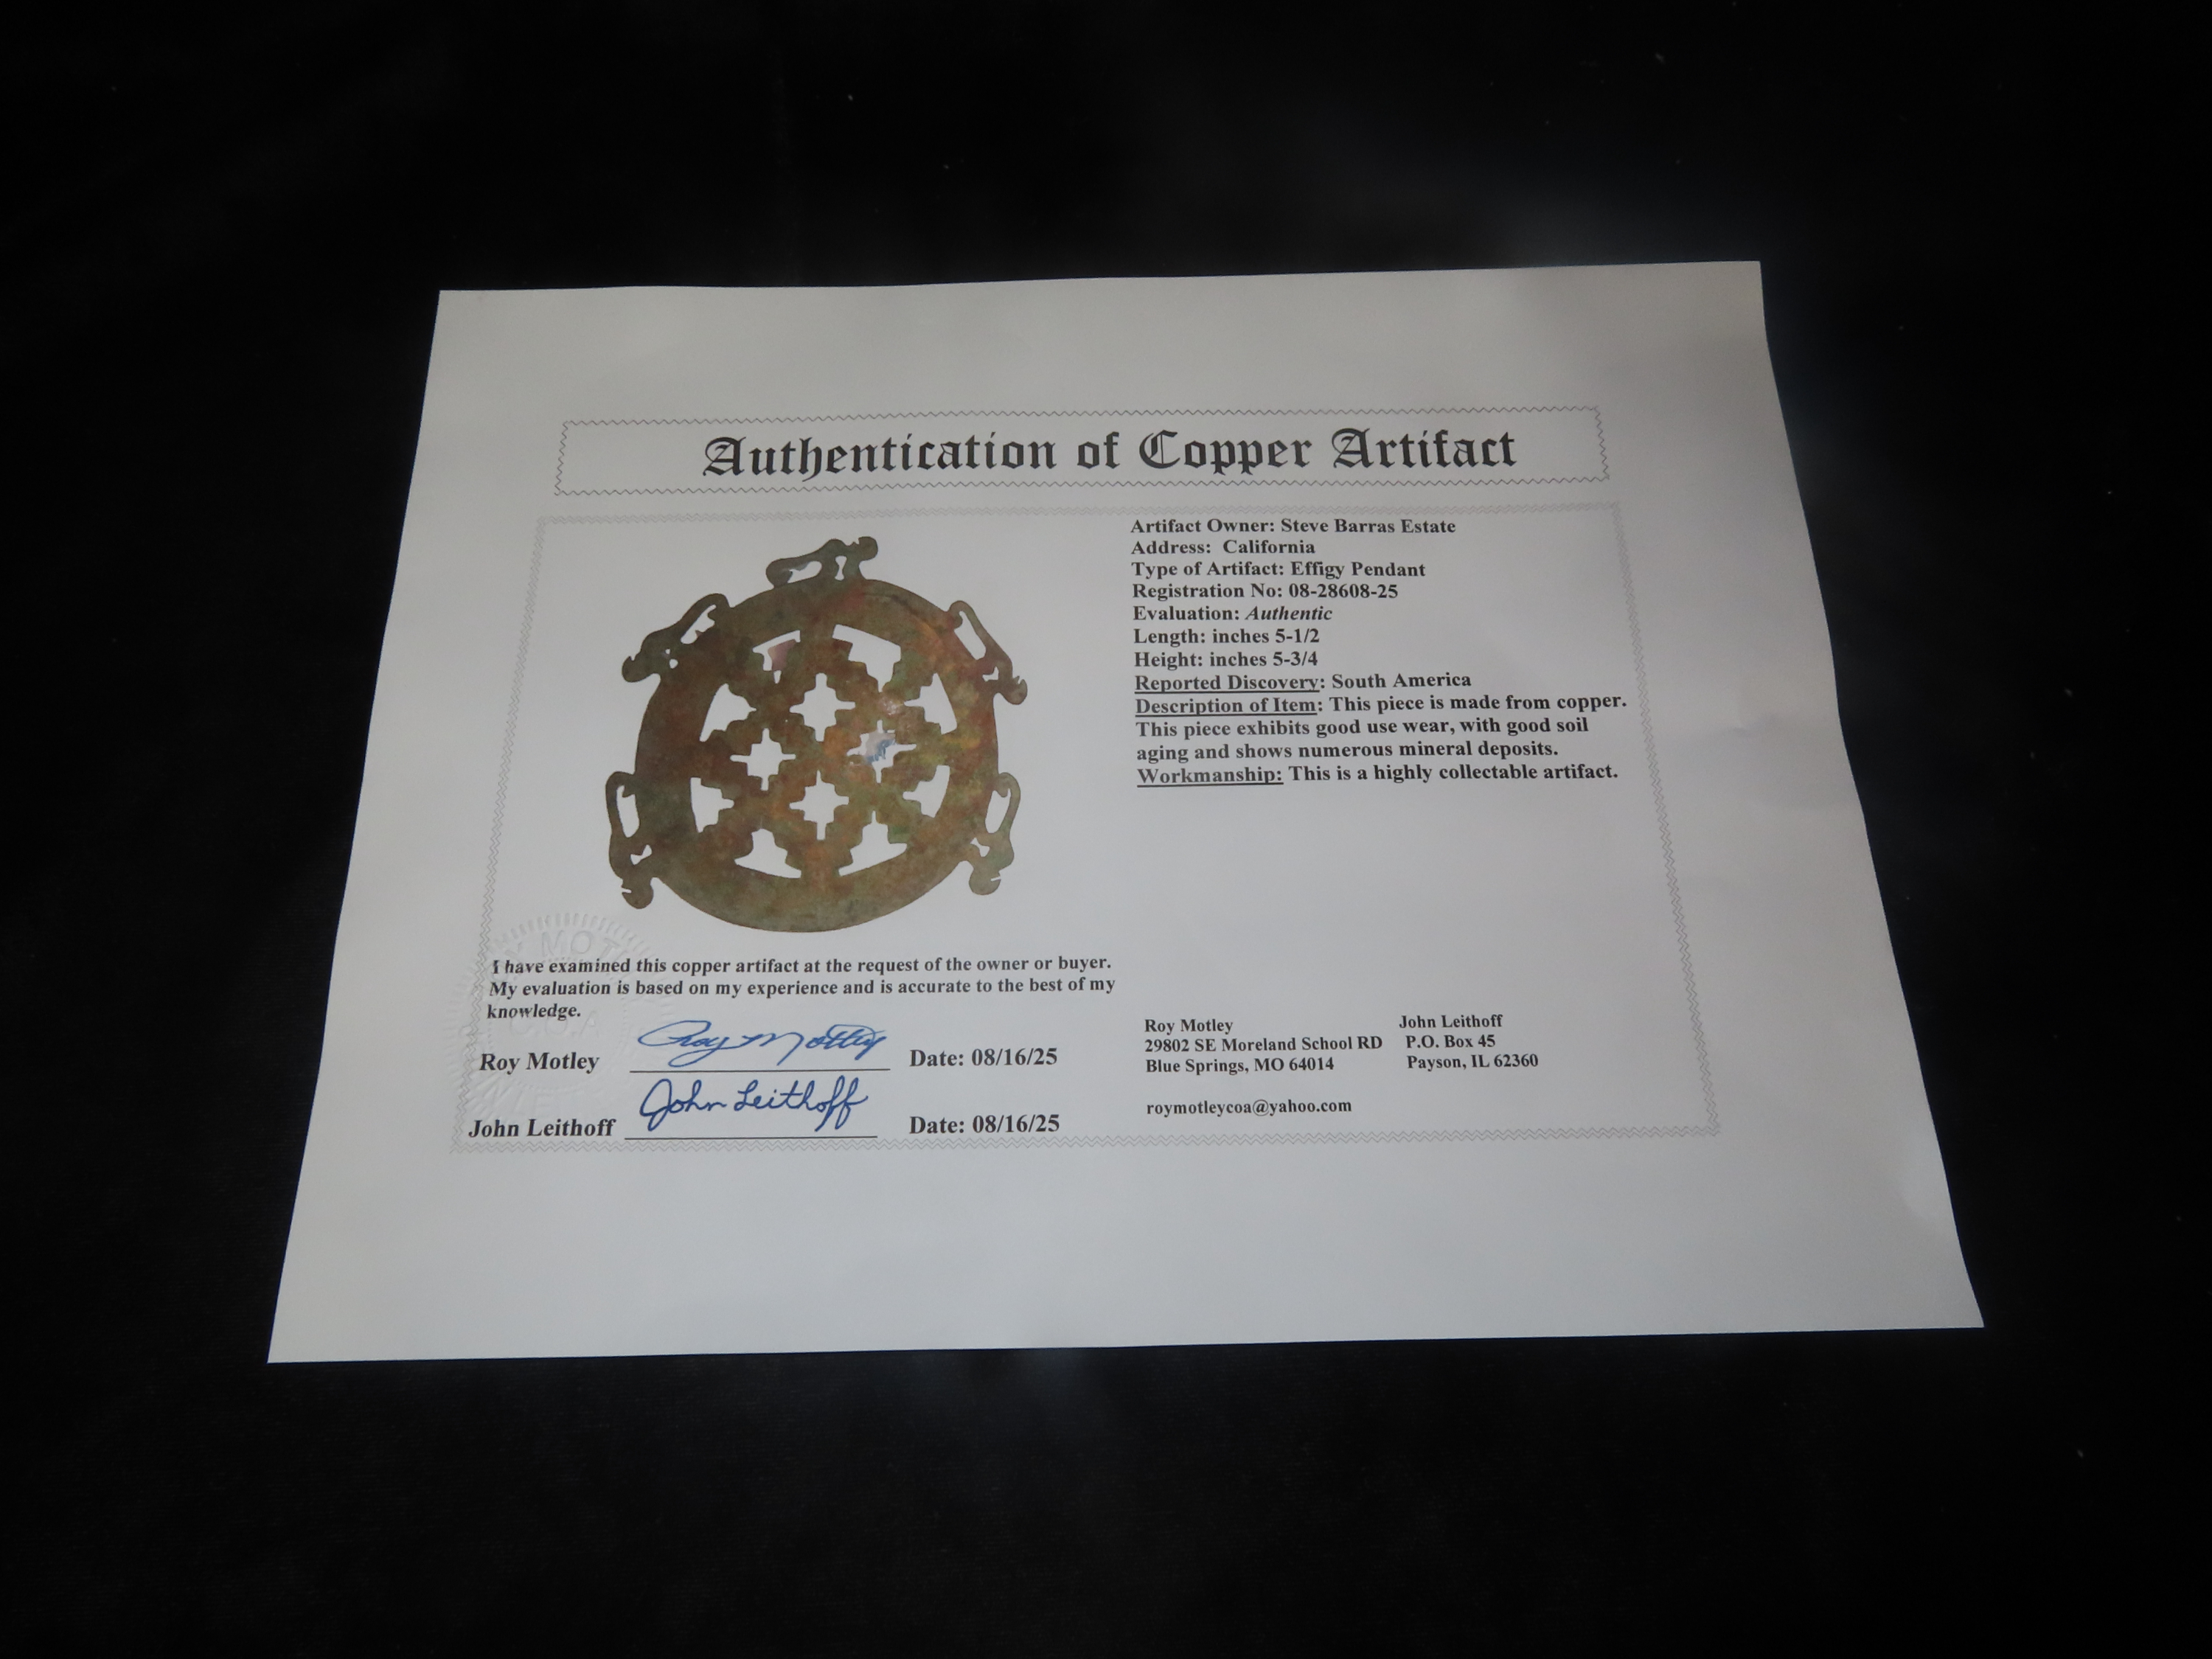 Authentication of Copper Artifact
Artifact Owner: Steve Barras Estate
Address: California
Type of Artifact: Effigy Pendant
Registration No: 08-28608-25
Evaluation: Authentic
Length: inches 5-1/2
Height: inches 5-3/4
Reported Discovery: South America
Description of Item: This piece is made from copper.
This piece exhibits good use wear, with good soil
aging and shows numerous mineral deposits.
Workmanship: This is a highly collectable artifact.
I have examined this copper artifact at the request of the owner or buyer.
My evaluation is based on my experience and is accurate to the best of my
knowledge.
Roy Motley Roy Motley Date: 08/16/25
John Leithoff John Leithoff Date: 08/16/25
Roy Motley
29802 SE Moreland School RD
Blue Springs, MO 64014
roymotleycoa@yahoo.com
John Leithoff
P.O. Box 45
Payson, IL 62360